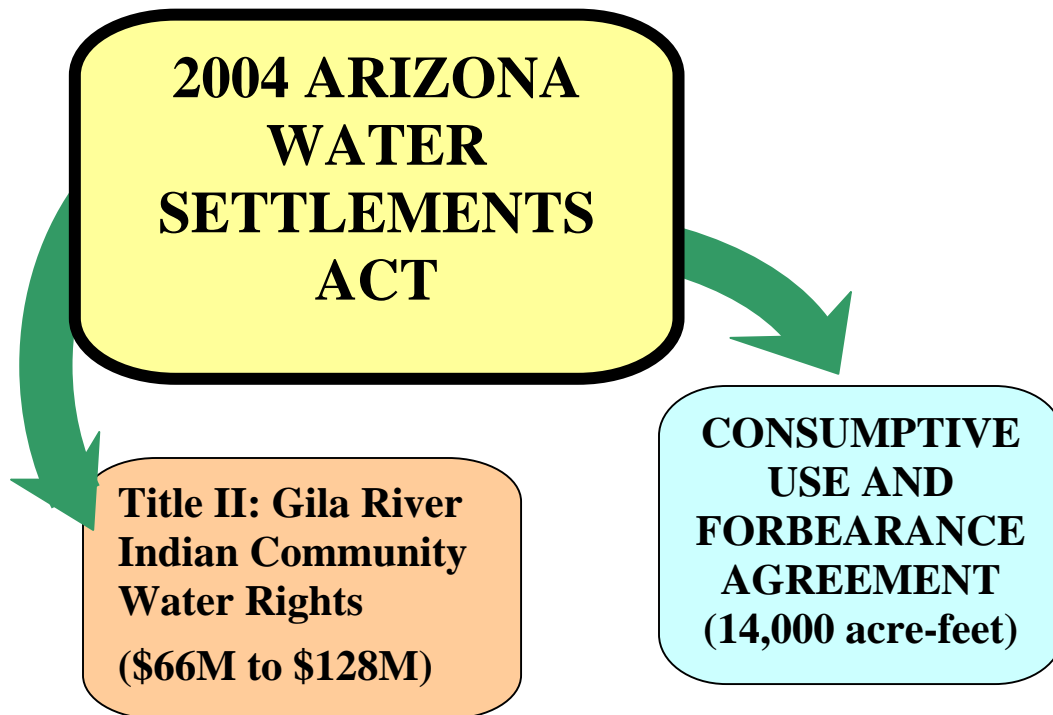 2004 ARIZONA
WATER
SETTLEMENTS
ACT
Title II: Gila River
Indian Community
Water Rights
($66M to $128M)
CONSUMPTIVE
USE AND
FORBEARANCE
AGREEMENT
(14,000 acre-feet)